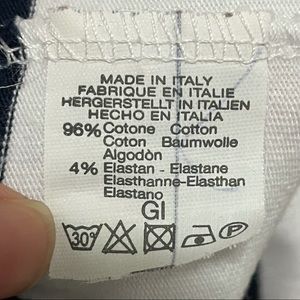 MADE IN ITALY
FABRIQUE EN ITALIE
HERGERSTELLT IN ITALIEN
HECHO EN ITALIA
96% Cotone Cotton
Coton Baumwolle
Algodòn
4% Elastan - Elastane
Elasthanne-Elasthan
Elastano
GI
30° P